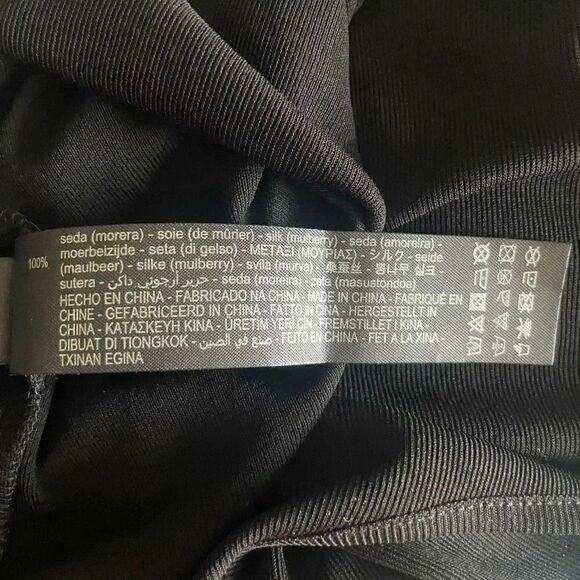 100%
seda (morera) - soie (de mûrier) - silk (mulberry) - seda (amoreira) -
moerbeizijde - seta (di gelso) - ΜΕΤΑΞΙ (ΜΟΥΡΙΑΣ) - シルク - seide
(maulbeer) - silke (mulberry) - svila (murva) - 桑蚕丝 - 뽕나무 실크 -
sutera - حرير أرجوني داكن - seda (moreira) - zeta (masustondoa)
HECHO EN CHINA - FABRICADO NA CHINA - MADE IN CHINA - FABRIQUÉ EN
CHINE - GEFABRICEERD IN CHINA - FATTO IN CINA - HERGESTELLT IN
CHINA - ΚΑΤΑΣΚΕΥΗ ΚΙΝΑ - ÜRETİM YERİ ÇİN - FREMSTILLET I KINA -
DIBUAT DI TIONGKOK - صنع في الصين - FEITO EN CHINA - FET A LA XINA -
TXINAN EGINA